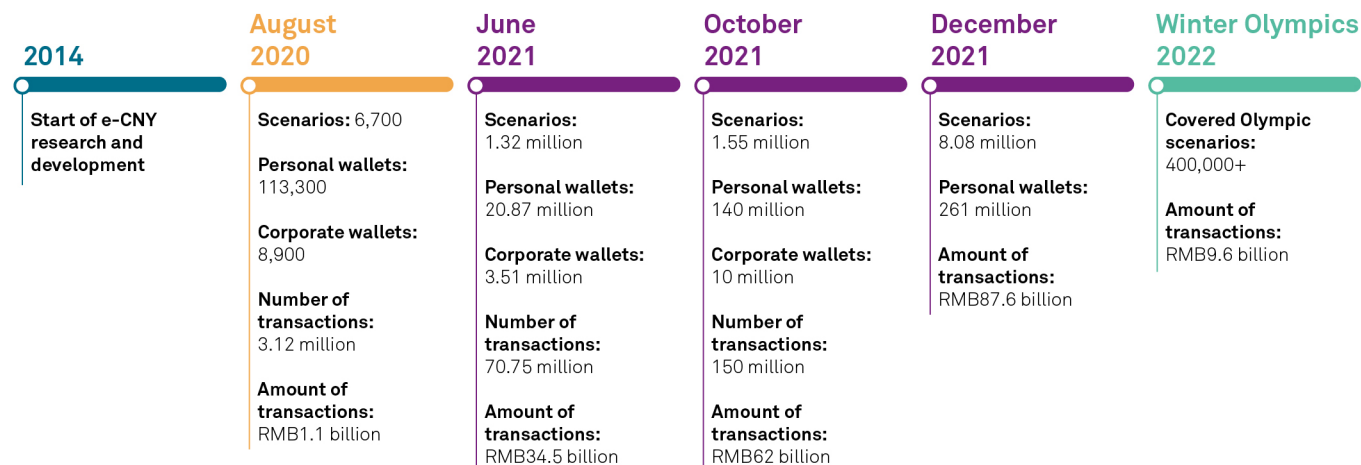 2014
Start of e-CNY
research and
development
August
2020
Scenarios: 6,700
Personal wallets:
113,300
Corporate wallets:
8,900
Number of
transactions:
3.12 million
Amount of
transactions:
RMB1.1 billion
June
2021
Scenarios:
1.32 million
Personal wallets:
20.87 million
Corporate wallets:
3.51 million
Number of
transactions:
70.75 million
Amount of
transactions:
RMB34.5 billion
October
2021
Scenarios:
1.55 million
Personal wallets:
140 million
Corporate wallets:
10 million
Number of
transactions:
150 million
Amount of
transactions:
RMB62 billion
December
2021
Scenarios:
8.08 million
Personal wallets:
261 million
Amount of
transactions:
RMB87.6 billion
Winter Olympics
2022
Covered Olympic
scenarios:
400,000+
Amount of
transactions:
RMB9.6 billion